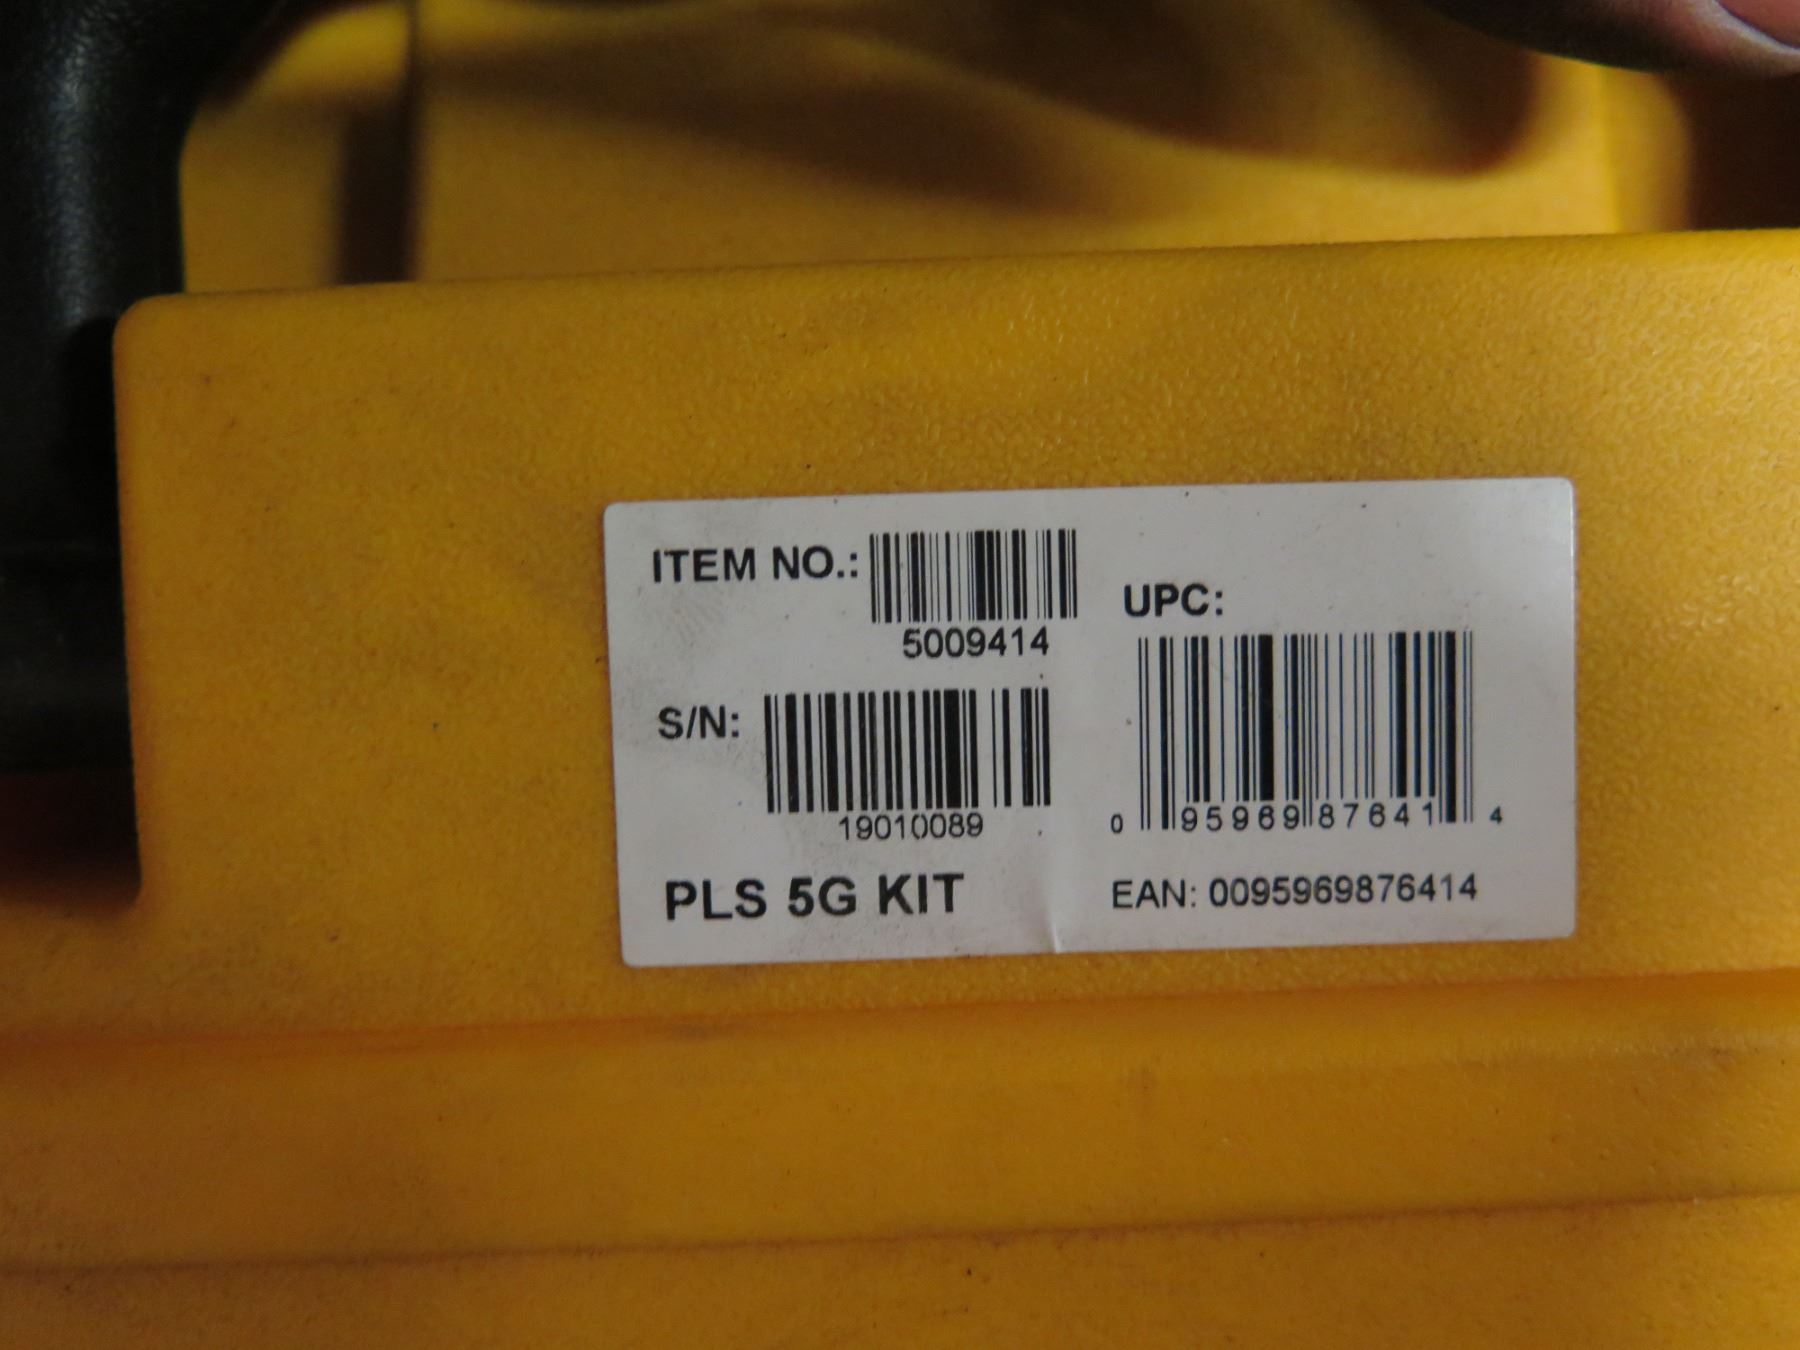 ITEM NO.:
5009414
S/N:
19010089
PLS 5G KIT
UPC:
0 95969 87641 4
EAN: 0095969876414